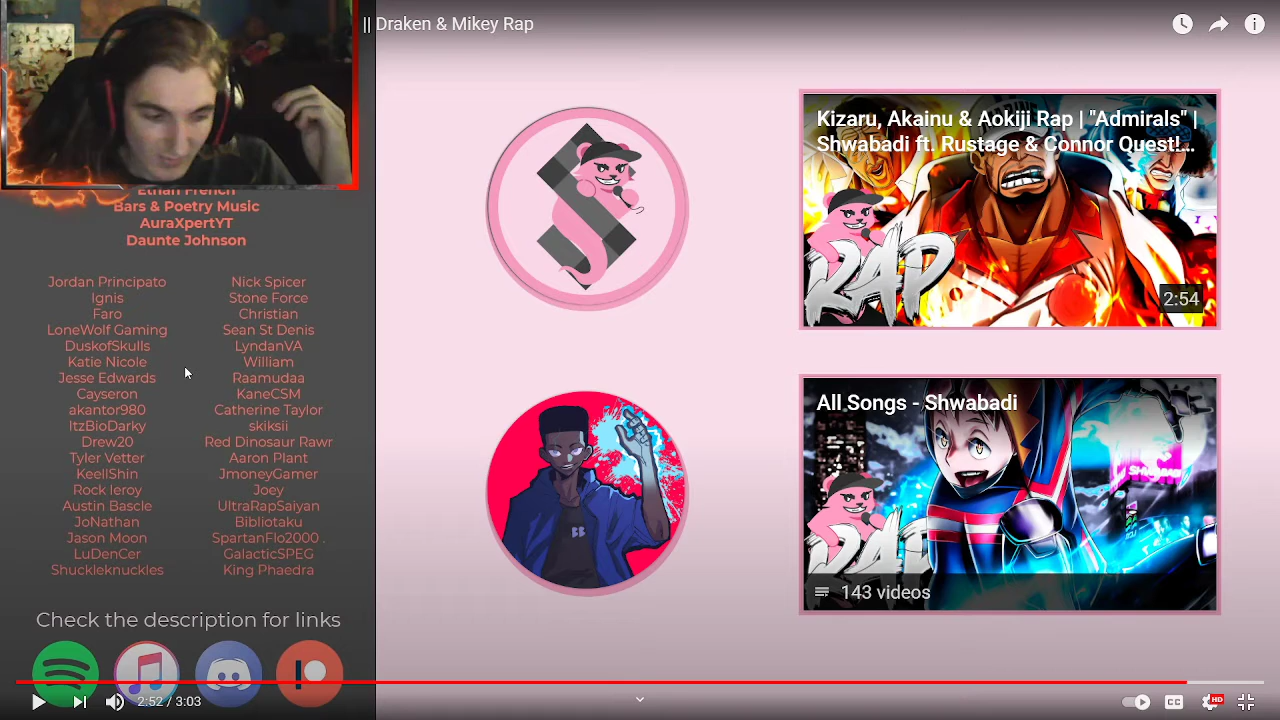 || Draken & Mikey Rap
Ethan French
Bars & Poetry Music
AuraXpertYT
Daunte Johnson
Jordan Principato
Ignis
Faro
LoneWolf Gaming
DuskofSkulls
Katie Nicole
Jesse Edwards
Cayseron
akantor980
ItzBioDarky
Drew20
Tyler Vetter
KeellShin
Rock leroy
Austin Bascle
JoNathan
Jason Moon
LuDenCer
Shuckleknuckles
Nick Spicer
Stone Force
Christian
Sean St Denis
LyndanVA
William
Raamudaa
KaneCSM
Catherine Taylor
skiksii
Red Dinosaur Rawr
Aaron Plant
JmoneyGamer
Joey
UltraRapSaiyan
Bibliotaku
SpartanFlo2000 .
GalacticSPEG
King Phaedra
Check the description for links
Kizaru, Akainu & Aokiji Rap | "Admirals" |
Shwabadi ft. Rustage & Connor Quest!...
RAP
2:54
All Songs - Shwabadi
RAP
143 videos
2:52 / 3:03
CC
HD